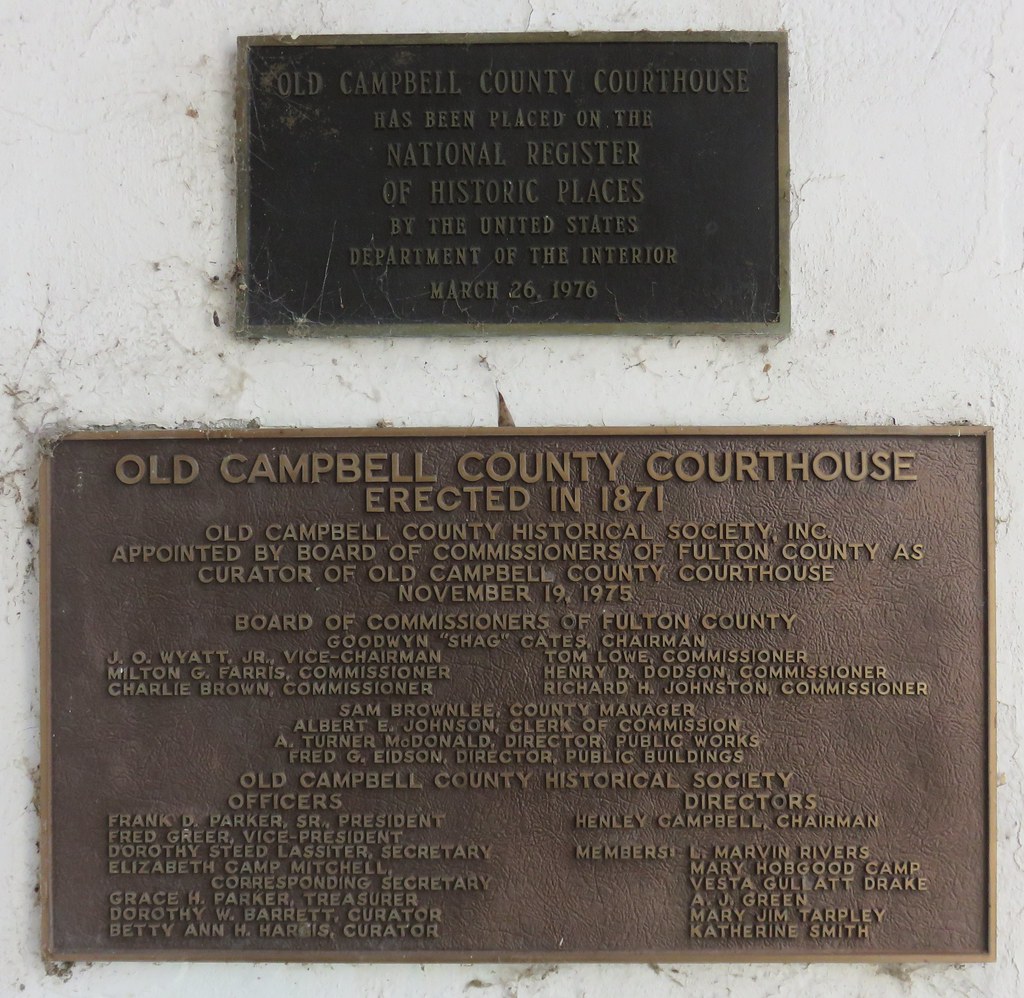 OLD CAMPBELL COUNTY COURTHOUSE
HAS BEEN PLACED ON THE
NATIONAL REGISTER
OF HISTORIC PLACES
BY THE UNITED STATES
DEPARTMENT OF THE INTERIOR
MARCH 26, 1976
OLD CAMPBELL COUNTY COURTHOUSE
ERECTED IN 1871
OLD CAMPBELL COUNTY HISTORICAL SOCIETY, INC.
APPOINTED BY BOARD OF COMMISSIONERS OF FULTON COUNTY AS
CURATOR OF OLD CAMPBELL COUNTY COURTHOUSE
NOVEMBER 19, 1975
BOARD OF COMMISSIONERS OF FULTON COUNTY
GOODWYN "SHAG" CATES, CHAIRMAN
J. O. WYATT, JR., VICE-CHAIRMAN
MILTON G. FARRIS, COMMISSIONER
CHARLIE BROWN, COMMISSIONER
TOM LOWE, COMMISSIONER
HENRY D. DODSON, COMMISSIONER
RICHARD H. JOHNSTON, COMMISSIONER
SAM BROWNLEE, COUNTY MANAGER
ALBERT E. JOHNSON, CLERK OF COMMISSION
A. TURNER McDONALD, DIRECTOR, PUBLIC WORKS
FRED G. EIDSON, DIRECTOR, PUBLIC BUILDINGS
OLD CAMPBELL COUNTY HISTORICAL SOCIETY
OFFICERS
FRANK D. PARKER, SR., PRESIDENT
FRED GREER, VICE-PRESIDENT
DOROTHY STEED LASSITER, SECRETARY
ELIZABETH CAMP MITCHELL,
CORRESPONDING SECRETARY
GRACE H. PARKER, TREASURER
DOROTHY W. BARRETT, CURATOR
BETTY ANN H. HARRIS, CURATOR
DIRECTORS
HENLEY CAMPBELL, CHAIRMAN
MEMBERS: L. MARVIN RIVERS
MARY HOBGOOD CAMP
VESTA GULLATT DRAKE
A. J. GREEN
MARY JIM TARPLEY
KATHERINE SMITH